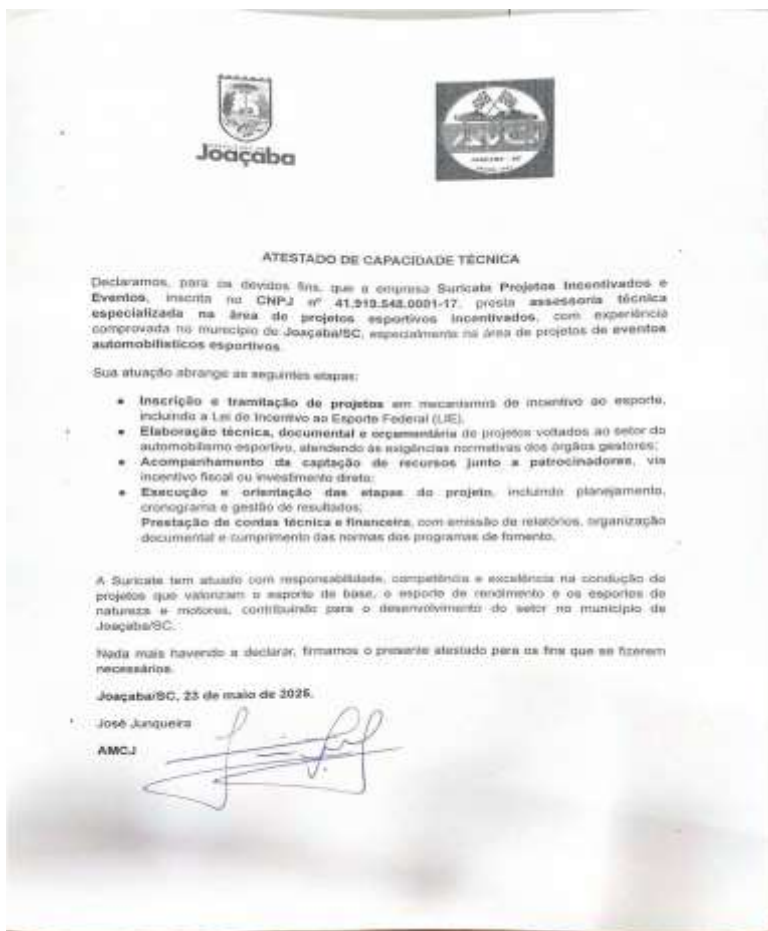 Joaçaba
ATESTADO DE CAPACIDADE TÉCNICA
Declaramos, para os devidos fins, que a empresa Suricate Projetos Incentivados e
Eventos, inscrita no CNPJ nº 41.919.548.0001-17, presta assessoria técnica
especializada na área de projetos esportivos incentivados, com experiência
comprovada no município de Joaçaba/SC, especialmente na área de projetos de eventos
automobilísticos esportivos.
Sua atuação abrange as seguintes etapas:
• Inscrição e tramitação de projetos em mecanismos de incentivo ao esporte,
incluindo a Lei de Incentivo ao Esporte Federal (LIE).
• Elaboração técnica, documental e orçamentária de projetos voltados ao setor do
automobilismo esportivo, atendendo às exigências normativas dos órgãos gestores;
• Acompanhamento da captação de recursos junto a patrocinadores, via
incentivo fiscal ou investimento direto;
• Execução e orientação das etapas do projeto, incluindo planejamento,
cronograma e gestão de resultados;
Prestação de contas técnica e financeira, com emissão de relatórios, organização
documental e cumprimento das normas dos programas de fomento.
A Suricate tem atuado com responsabilidade, competência e excelência na condução de
projetos que valorizam o esporte de base, o esporte de rendimento e os esportes de
natureza e motores, contribuindo para o desenvolvimento do setor no município de
Joaçaba/SC.
Nada mais havendo a declarar, firmamos o presente atestado para os fins que se fizerem
necessários.
Joaçaba/SC, 23 de maio de 2025.
José Junqueira
AMCJ